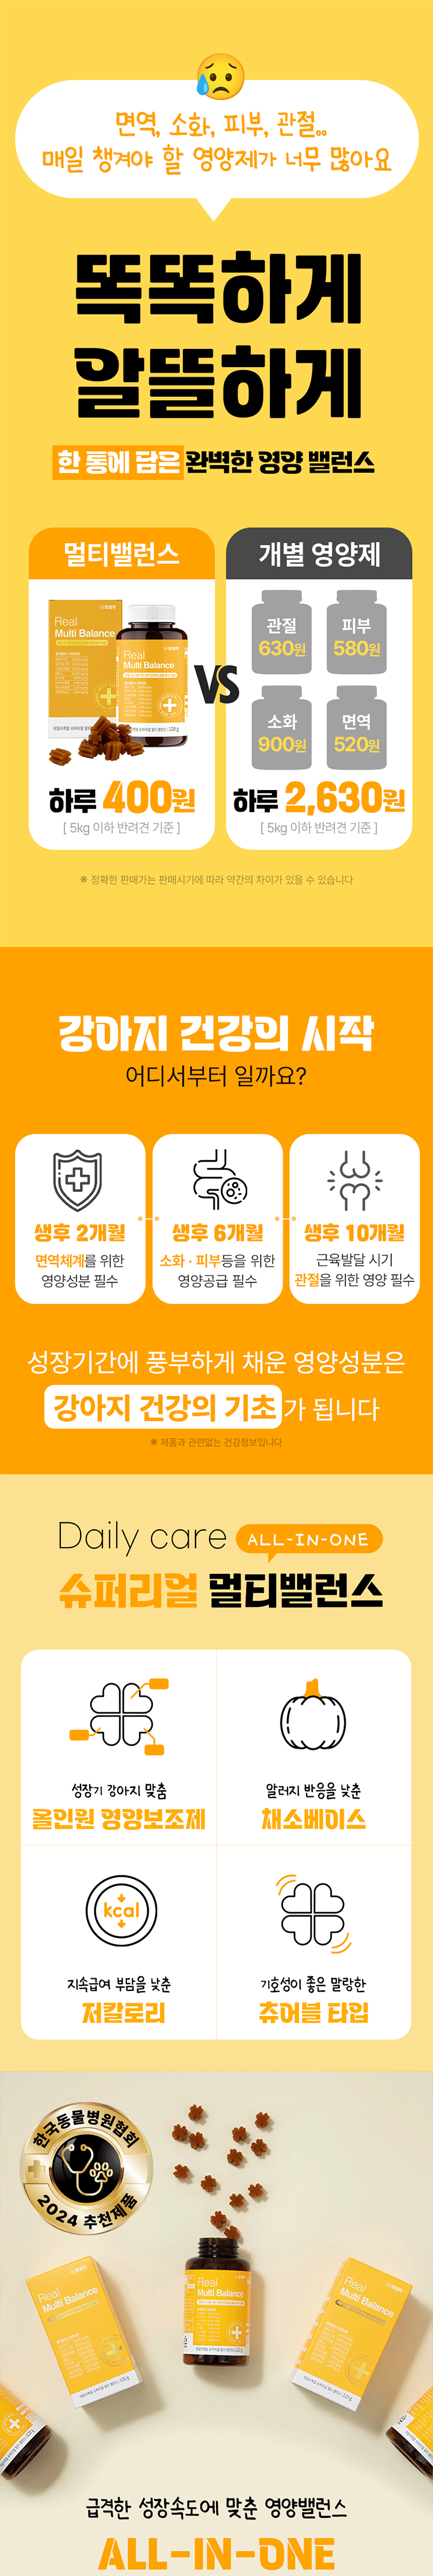 면역, 소화, 피부, 관절..
매일 챙겨야 할 영양제가 너무 많아요
똑똑하게
알뜰하게
한 통에 담은 완벽한 영양 밸런스
멀티밸런스
Real
Multi Balance
Real
Multi Balance
VS
개별 영양제
관절
630원
피부
580원
소화
900원
면역
520원
하루 400원
[ 5kg 이하 반려견 기준 ]
하루 2,630원
[ 5kg 이하 반려견 기준 ]
※ 정확한 판매가는 판매시기에 따라 약간의 차이가 있을 수 있습니다
강아지 건강의 시작
어디서부터 일까요?
생후 2개월
면역체계를 위한
영양성분 필수
생후 6개월
소화 · 피부등을 위한
영양공급 필수
생후 10개월
근육발달 시기
관절을 위한 영양 필수
성장기간에 풍부하게 채운 영양성분은
강아지 건강의 기초가 됩니다
※ 제품과 관련없는 건강정보입니다
Daily care ALL-IN-ONE
슈퍼리얼 멀티밸런스
성장기 강아지 맞춤
올인원 영양보조제
알러지 반응을 낮춘
채소베이스
kcal
지속급여 부담을 낮춘
저칼로리
기호성이 좋은 말랑한
츄어블 타입
한국동물병원협회
2024 추천제품
Real
Multi Balance
Real
Multi Balance
Real
Multi Balance
급격한 성장속도에 맞춘 영양밸런스
ALL-IN-ONE